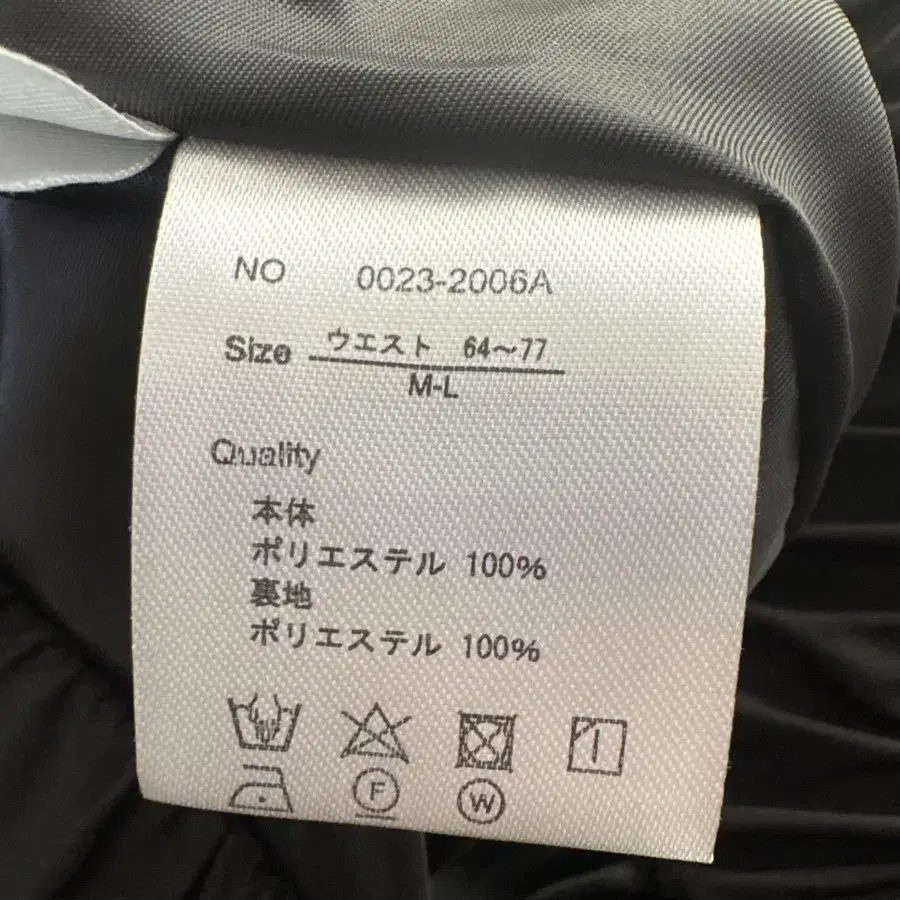 NO 0023-2006A
Size ウエスト 64～77
M-L
Quality
本体
ポリエステル 100%
裏地
ポリエステル 100%
F
W